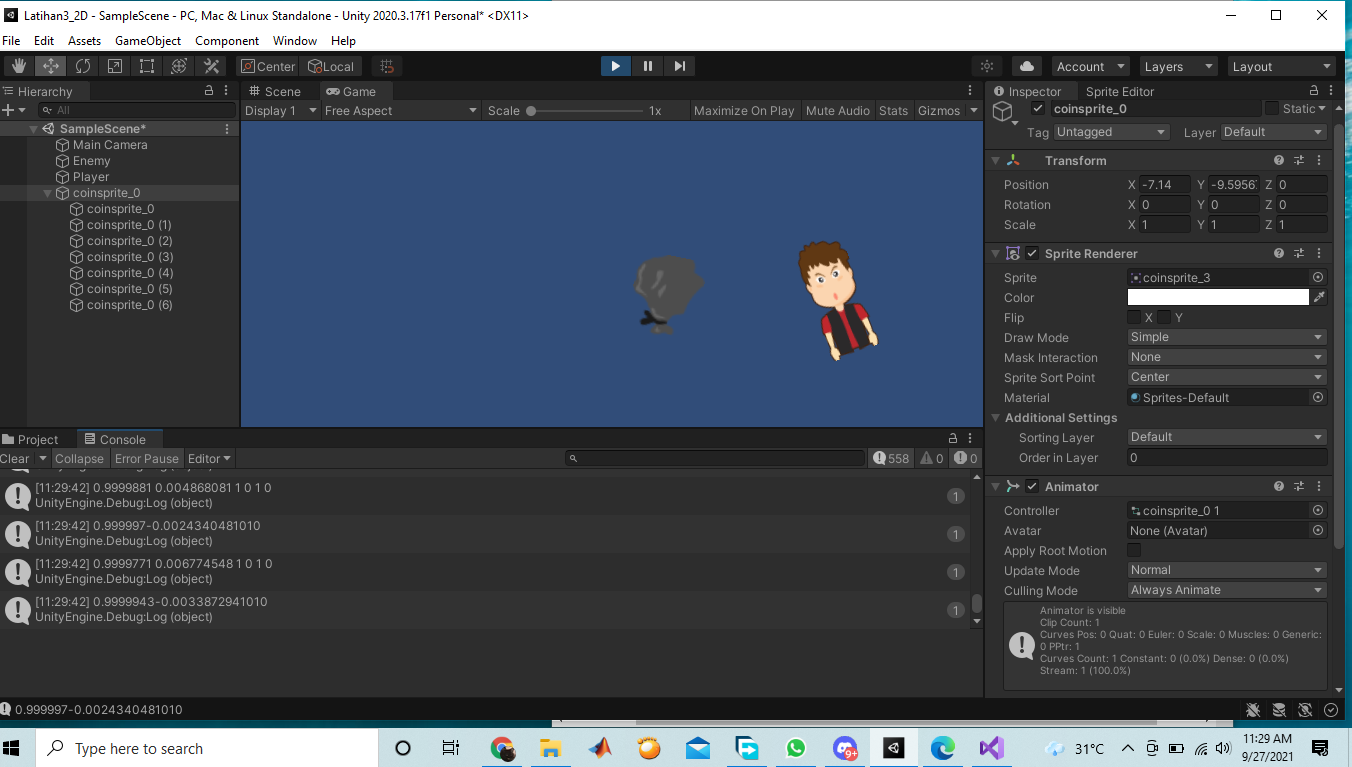 Latihan3_2D - SampleScene - PC, Mac & Linux Standalone - Unity 2020.3.17f1 Personal* <DX11>
File Edit Assets GameObject Component Window Help
Center Local Account Layers Layout
Hierarchy
All
SampleScene*
Main Camera
Enemy
Player
coinsprite_0
coinsprite_0
coinsprite_0 (1)
coinsprite_0 (2)
coinsprite_0 (3)
coinsprite_0 (4)
coinsprite_0 (5)
coinsprite_0 (6)
Scene Game
Display 1 Free Aspect Scale 1x Maximize On Play Mute Audio Stats Gizmos
Project Console
Clear Collapse Error Pause Editor 558 0 0
[11:29:42] 0.9999881 0.004868081 1 0 1 0
UnityEngine.Debug:Log (object)
1
[11:29:42] 0.999997-0.0024340481010
UnityEngine.Debug:Log (object)
1
[11:29:42] 0.9999771 0.006774548 1 0 1 0
UnityEngine.Debug:Log (object)
1
[11:29:42] 0.9999943-0.0033872941010
UnityEngine.Debug:Log (object)
1
Inspector Sprite Editor
coinsprite_0 Static
Tag Untagged Layer Default
Transform
Position X -7.14 Y -9.5956 Z 0
Rotation X 0 Y 0 Z 0
Scale X 1 Y 1 Z 1
Sprite Renderer
Sprite coinsprite_3
Color
Flip X Y
Draw Mode Simple
Mask Interaction None
Sprite Sort Point Center
Material Sprites-Default
Additional Settings
Sorting Layer Default
Order in Layer 0
Animator
Controller coinsprite_0 1
Avatar None (Avatar)
Apply Root Motion
Update Mode Normal
Culling Mode Always Animate
Animator is visible
Clip Count: 1
Curves Pos: 0 Quat: 0 Euler: 0 Scale: 0 Muscles: 0 Generic:
0 PPtr: 1
Curves Count: 1 Constant: 0 (0.0%) Dense: 0 (0.0%)
Stream: 1 (100.0%)
0.999997-0.0024340481010
Type here to search
9+
31°C
11:29 AM
9/27/2021